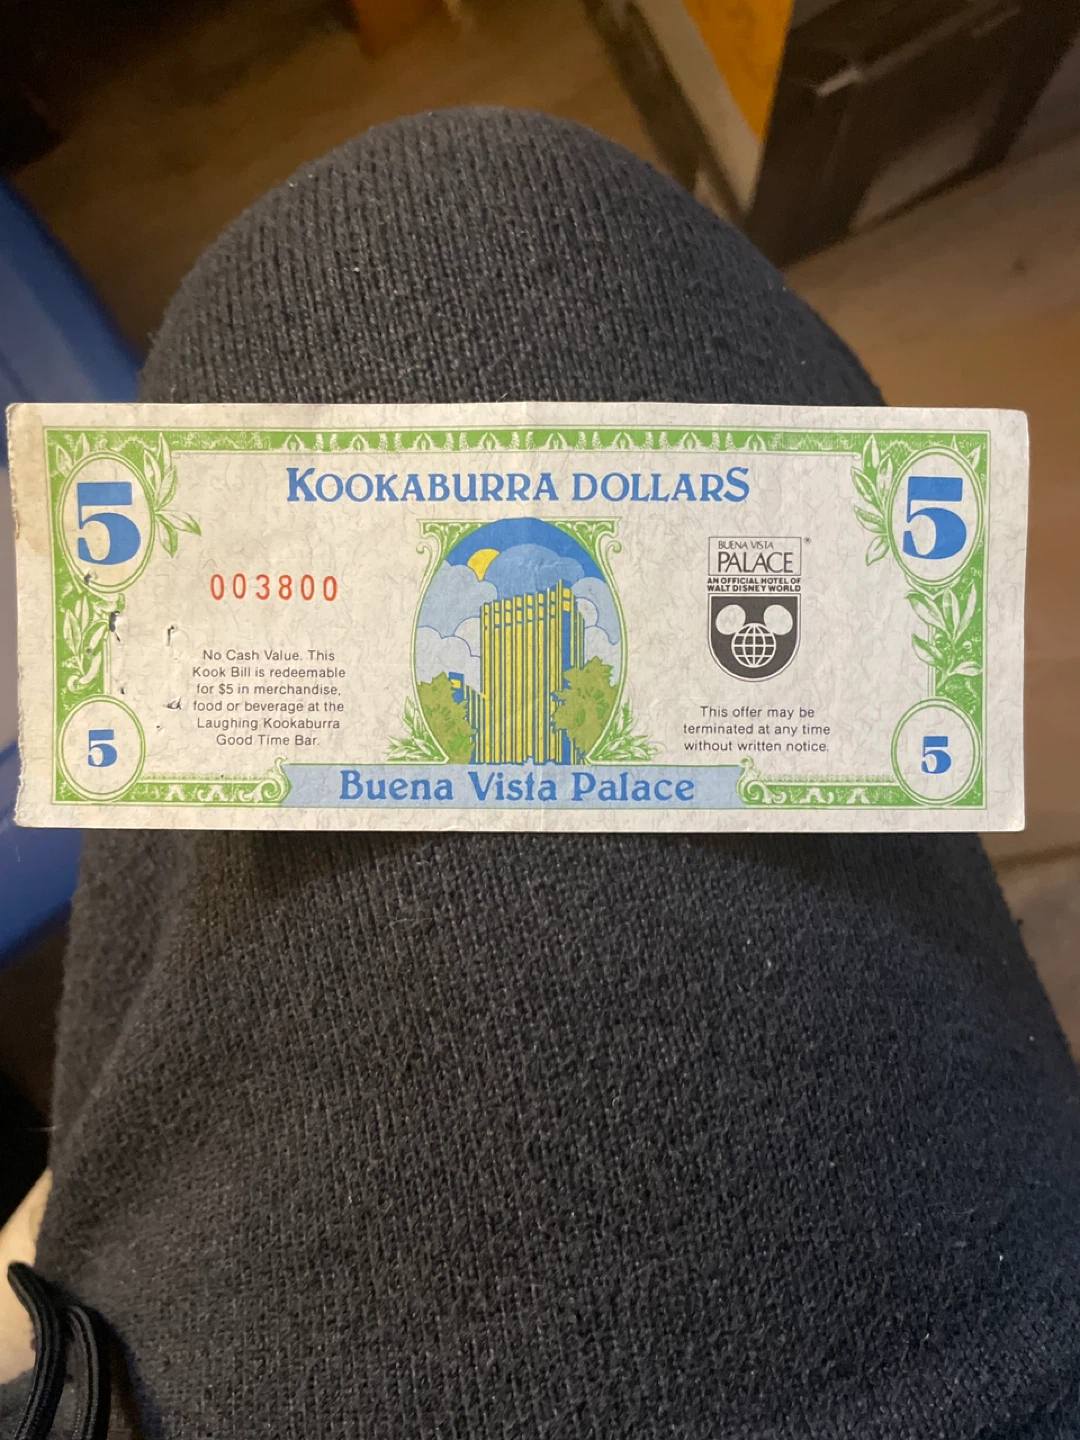 KOOKABURRA DOLLARS
5
5
003800
No Cash Value. This
Kook Bill is redeemable
for $5 in merchandise,
food or beverage at the
Laughing Kookaburra
Good Time Bar.
BUENA VISTA
PALACE®
AN OFFICIAL HOTEL OF
WALT DISNEY WORLD
This offer may be
terminated at any time
without written notice.
5
Buena Vista Palace
5